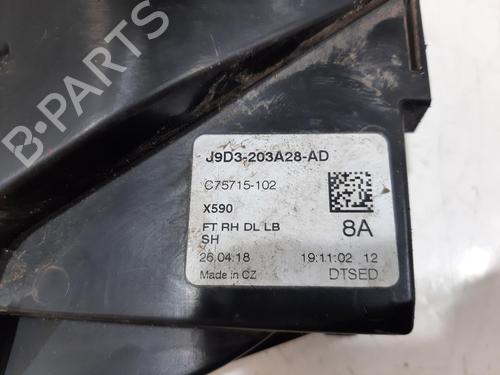 B-PARTS
J9D3-203A28-AD
C75715-102
X590
FT RH DL LB
SH
8A
26.04.18 19:11:02 12
Made in CZ DTSED